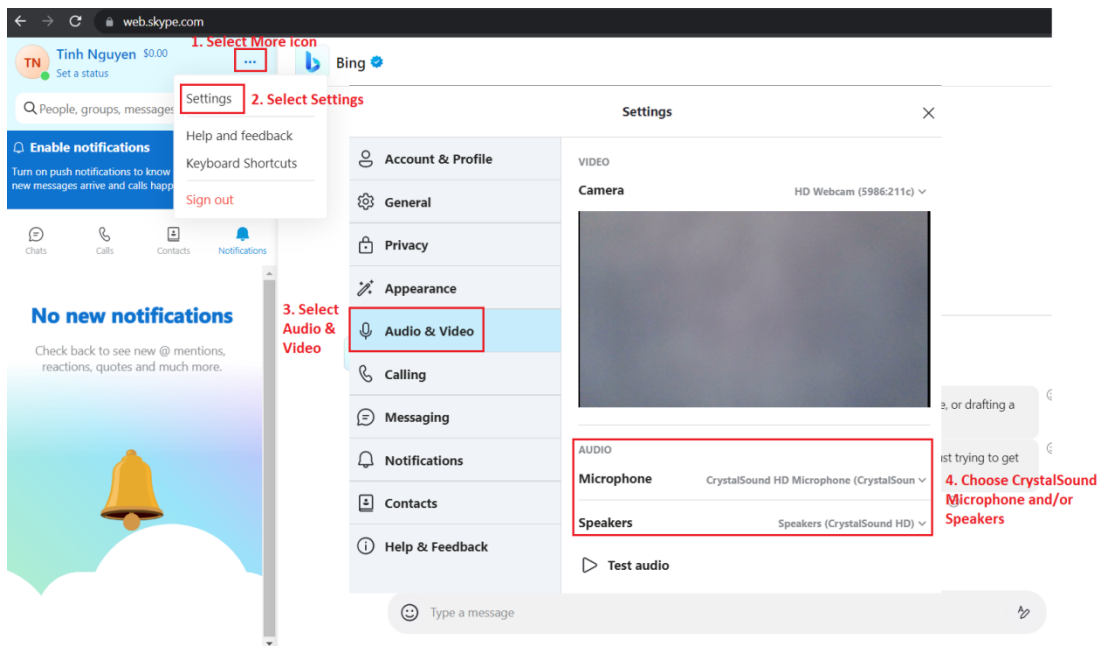 web.skype.com
1. Select More icon
TN
Tinh Nguyen $0.00
Set a status
...
Bing
People, groups, messages
Settings
2. Select Settings
Help and feedback
Keyboard Shortcuts
Sign out
Enable notifications
Turn on push notifications to know
new messages arrive and calls happ
Chats
Calls
Contacts
Notifications
No new notifications
Check back to see new @ mentions,
reactions, quotes and much more.
3. Select
Audio &
Video
Settings
Account & Profile
General
Privacy
Appearance
Audio & Video
Calling
Messaging
Notifications
Contacts
Help & Feedback
VIDEO
Camera
HD Webcam (5986:211c)
AUDIO
Microphone
CrystalSound HD Microphone (CrystalSoun
Speakers
Speakers (CrystalSound HD)
Test audio
e, or drafting a
ust trying to get
4. Choose CrystalSound
Microphone and/or
Speakers
Type a message